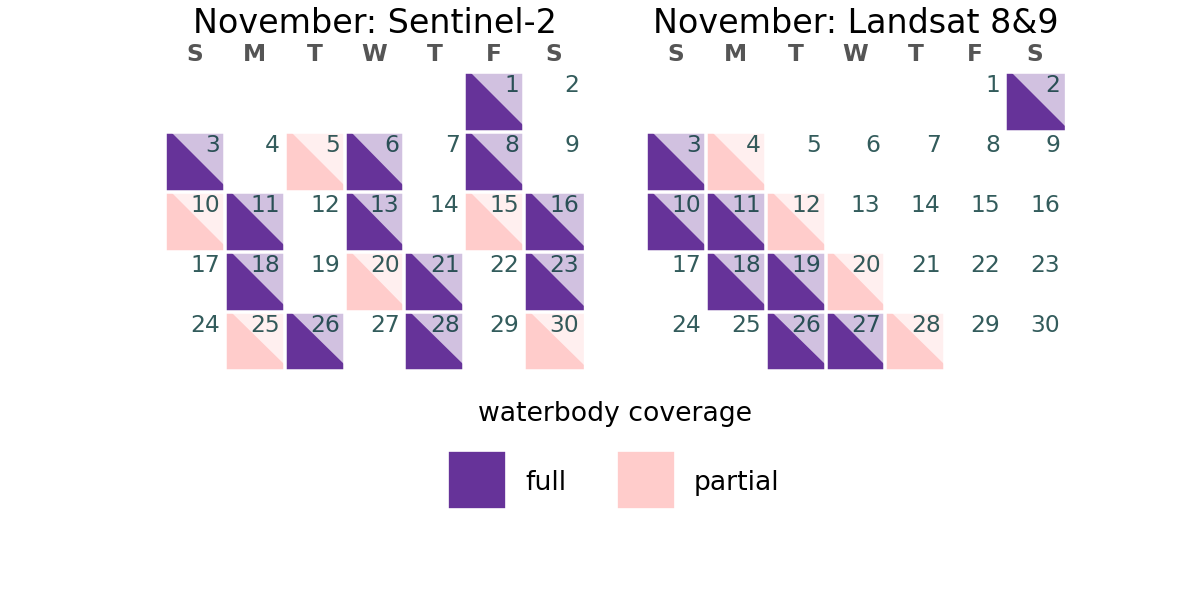 November: Sentinel-2
S M T W T F S
1 2
3 4 5 6 7 8 9
10 11 12 13 14 15 16
17 18 19 20 21 22 23
24 25 26 27 28 29 30
November: Landsat 8&9
S M T W T F S
1 2
3 4 5 6 7 8 9
10 11 12 13 14 15 16
17 18 19 20 21 22 23
24 25 26 27 28 29 30
waterbody coverage
full
partial